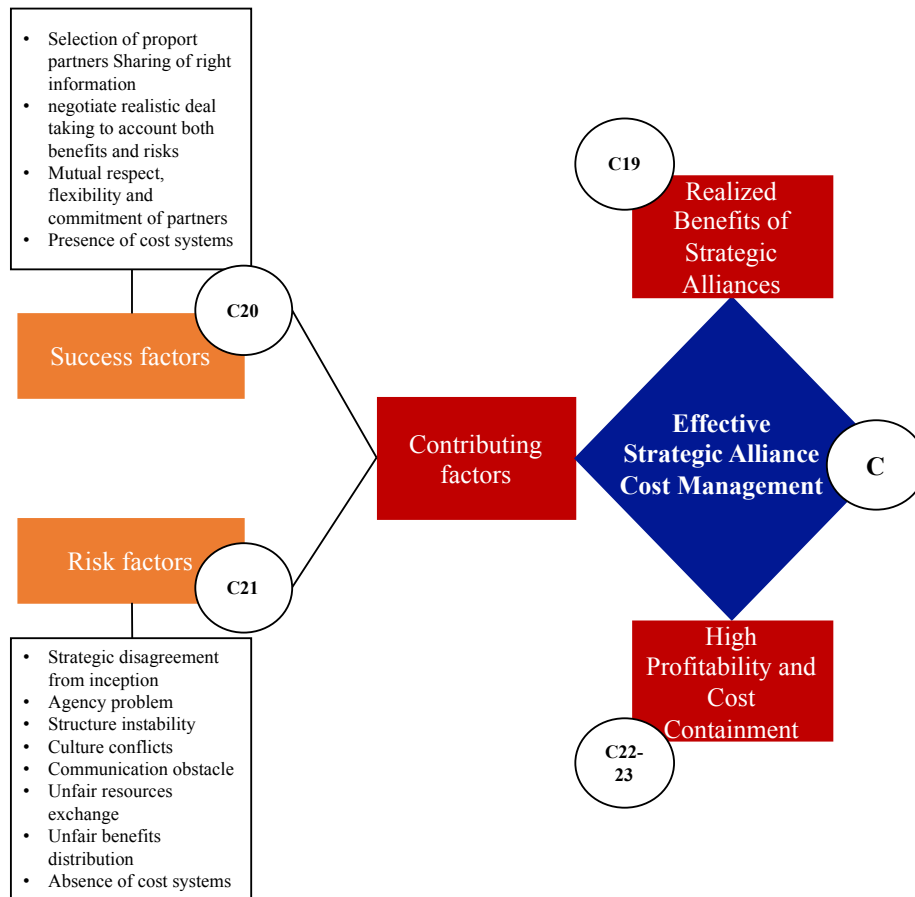 • Selection of proport
partners Sharing of right
information
• negotiate realistic deal
taking to account both
benefits and risks
• Mutual respect,
flexibility and
commitment of partners
• Presence of cost systems
C20
Success factors
C19
Realized
Benefits of
Strategic
Alliances
Contributing
factors
Effective
Strategic Alliance
Cost Management
C
Risk factors
C21
• Strategic disagreement
from inception
• Agency problem
• Structure instability
• Culture conflicts
• Communication obstacle
• Unfair resources
exchange
• Unfair benefits
distribution
• Absence of cost systems
High
Profitability and
Cost
Containment
C22-
23